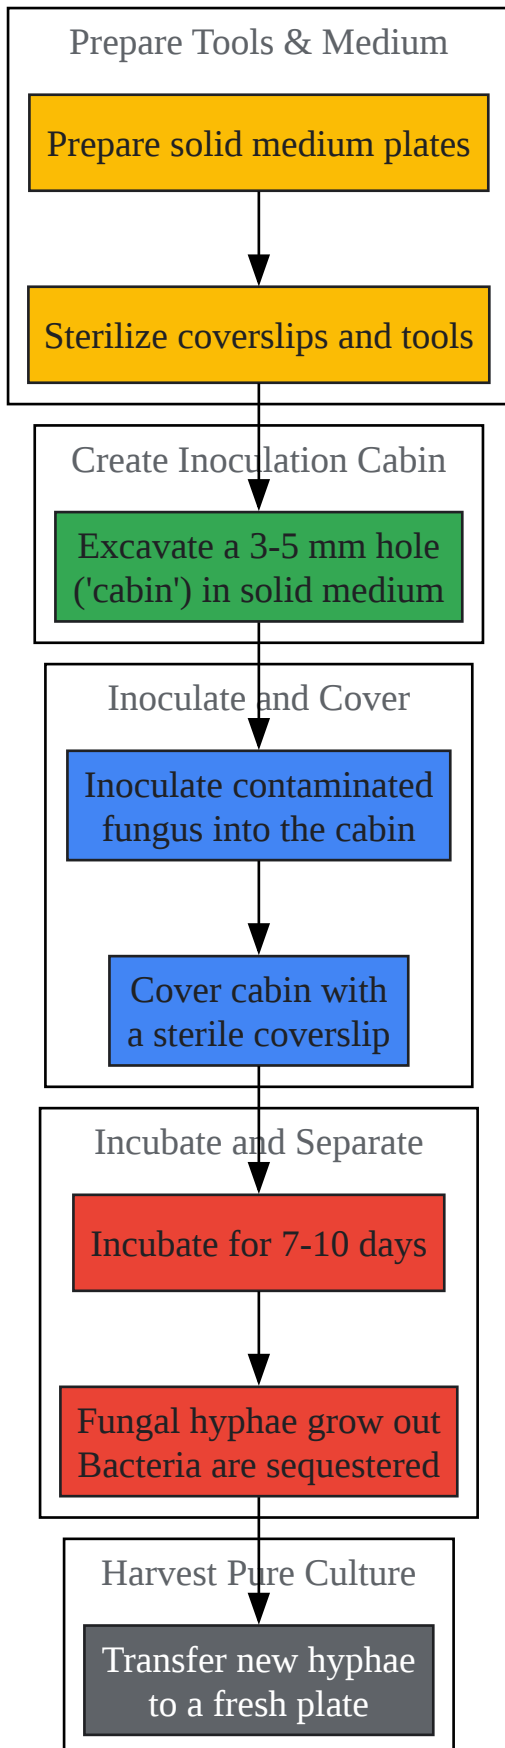 Prepare Tools & Medium
Prepare solid medium plates
Sterilize coverslips and tools
Create Inoculation Cabin
Excavate a 3-5 mm hole
('cabin') in solid medium
Inoculate and Cover
Inoculate contaminated
fungus into the cabin
Cover cabin with
a sterile coverslip
Incubate and Separate
Incubate for 7-10 days
Fungal hyphae grow out
Bacteria are sequestered
Harvest Pure Culture
Transfer new hyphae
to a fresh plate